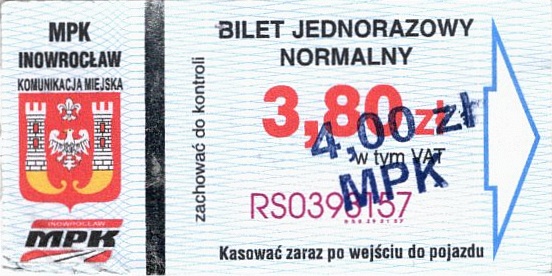 MPK
INOWROCŁAW
KOMUNIKACJA MIEJSKA
INOWROCŁAW
MPK
zachować do kontroli
BILET JEDNORAZOWY
NORMALNY
3,80 zł
4,00 zł
w tym VAT
MPK
Kasować zaraz po wejściu do pojazdu